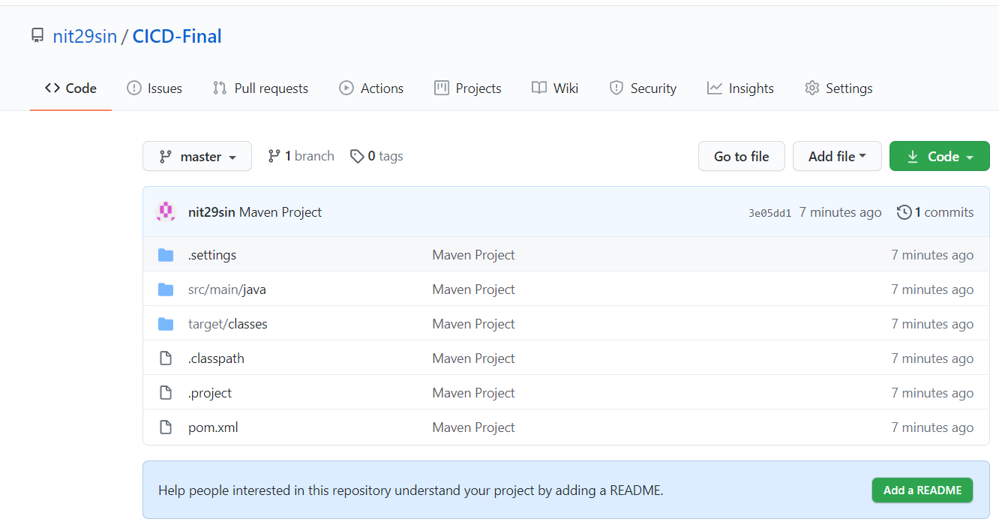 nit29sin / CICD-Final
Code Issues Pull requests Actions Projects Wiki Security Insights Settings
master 1 branch 0 tags Go to file Add file Code
nit29sin Maven Project 3e05dd1 7 minutes ago 1 commits
.settings Maven Project 7 minutes ago
src/main/java Maven Project 7 minutes ago
target/classes Maven Project 7 minutes ago
.classpath Maven Project 7 minutes ago
.project Maven Project 7 minutes ago
pom.xml Maven Project 7 minutes ago
Help people interested in this repository understand your project by adding a README. Add a README